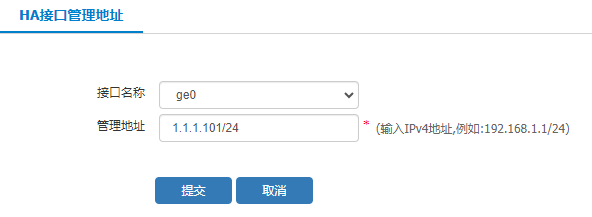 HA接口管理地址
接口名称 ge0
管理地址 1.1.1.101/24 * (输入IPv4地址,例如:192.168.1.1/24)
提交 取消